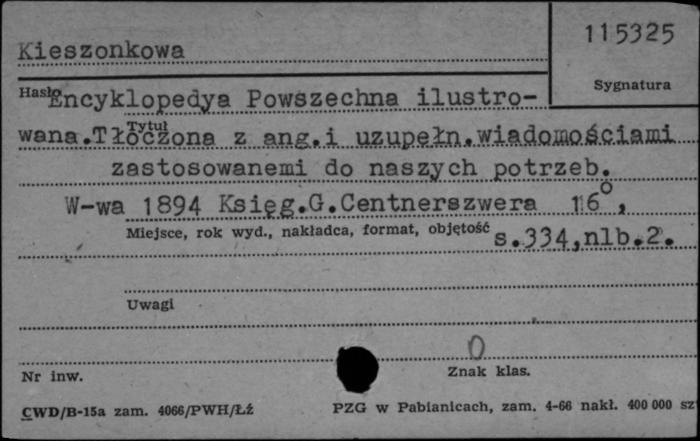 115325
Kieszonkowa
Sygnatura
Hasło
Encyklopedya Powszechna ilustro-
Tytuł
wana.Tłoczona z ang.i uzupełn.wiadomościami
zastosowanemi do naszych potrzeb.
W-wa 1894 Księg.G.Centnerszwera 16°,
Miejsce, rok wyd., nakładca, format, objętość
s.334,nlb.2.
Uwagi
0
Nr inw.
Znak klas.
CWD/B-15a zam. 4066/PWH/Łź
PZG w Pabianicach, zam. 4-66 nakł. 400 000 sz